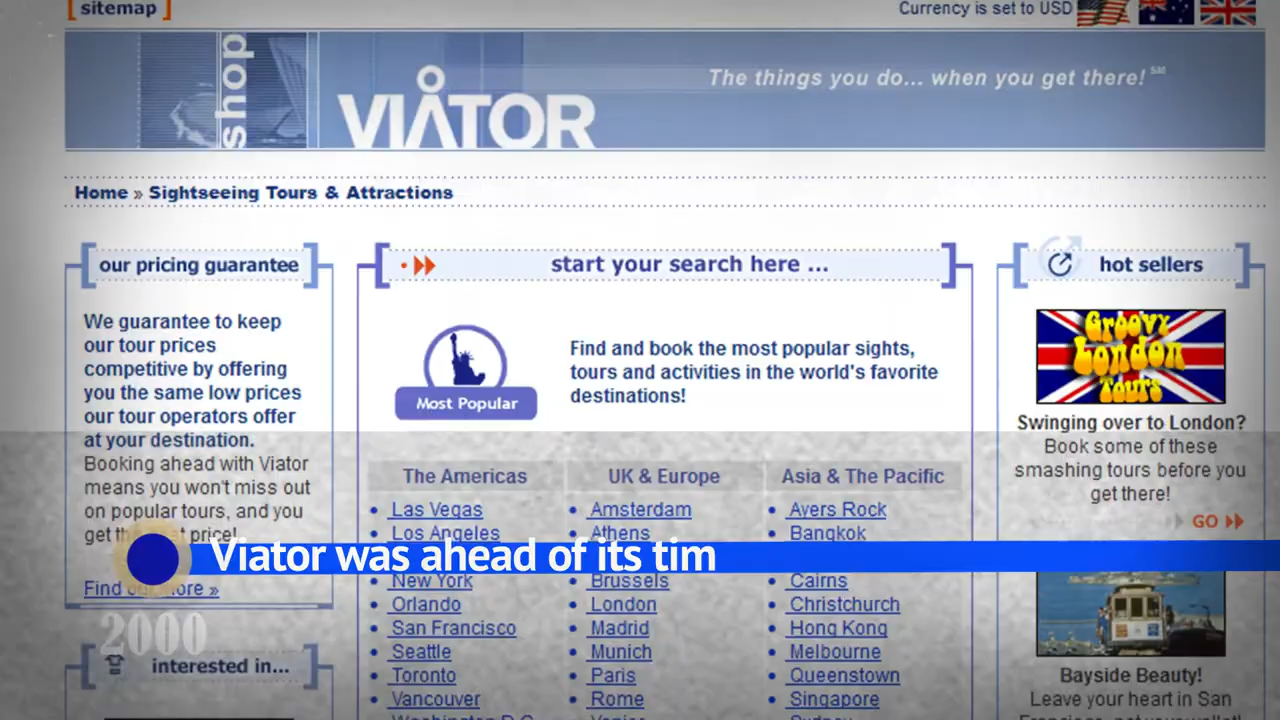 sitemap
Currency is set to USD
shop
VIATOR
The things you do... when you get there! SM
Home » Sightseeing Tours & Attractions
our pricing guarantee
We guarantee to keep
our tour prices
competitive by offering
you the same low prices
our tour operators offer
at your destination.
Booking ahead with Viator
means you won't miss out
on popular tours, and you
price!
Find
»
interested in...
start your search here ...
Most Popular
Find and book the most popular sights,
tours and activities in the world's favorite
destinations!
The Americas
Las Vegas
Los Angeles
New York
Orlando
San Francisco
Seattle
Toronto
Vancouver
UK & Europe
Amsterdam
Athens
Brussels
London
Madrid
Munich
Paris
Rome
Asia & The Pacific
Ayers Rock
Bangkok
Cairns
Christchurch
Hong Kong
Melbourne
Queenstown
Singapore
hot sellers
Groovy
London
Tours
Swinging over to London?
Book some of these
smashing tours before you
get there!
GO
Bayside Beauty!
Leave your heart in San
Viator was ahead of its tim
2000